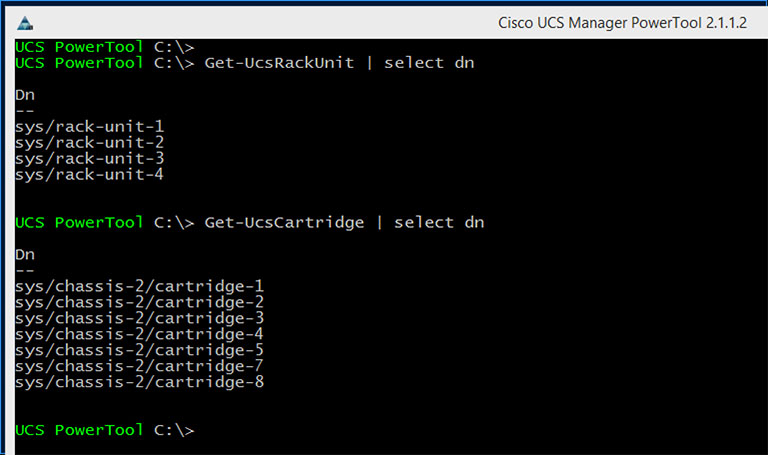 Cisco UCS Manager PowerTool 2.1.1.2
UCS PowerTool C:\>
UCS PowerTool C:\> Get-UcsRackUnit | select dn
Dn
--
sys/rack-unit-1
sys/rack-unit-2
sys/rack-unit-3
sys/rack-unit-4
UCS PowerTool C:\> Get-UcsCartridge | select dn
Dn
--
sys/chassis-2/cartridge-1
sys/chassis-2/cartridge-2
sys/chassis-2/cartridge-3
sys/chassis-2/cartridge-4
sys/chassis-2/cartridge-5
sys/chassis-2/cartridge-7
sys/chassis-2/cartridge-8
UCS PowerTool C:\>